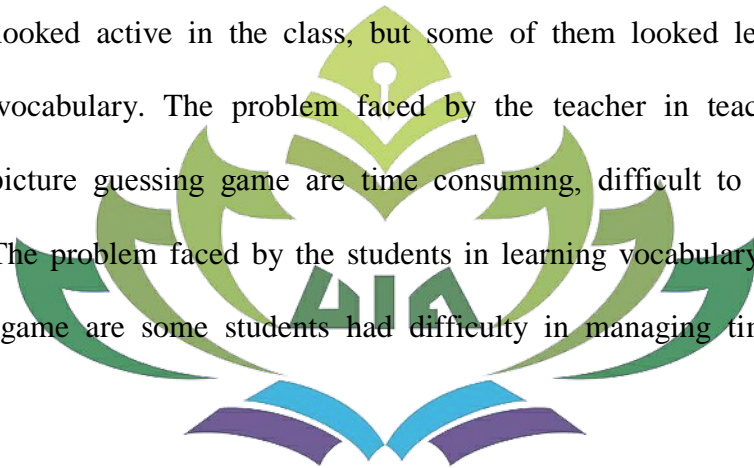 looked active in the class, but some of them looked le
vocabulary. The problem faced by the teacher in teac
picture guessing game are time consuming, difficult to
The problem faced by the students in learning vocabulary
game are some students had difficulty in managing tim